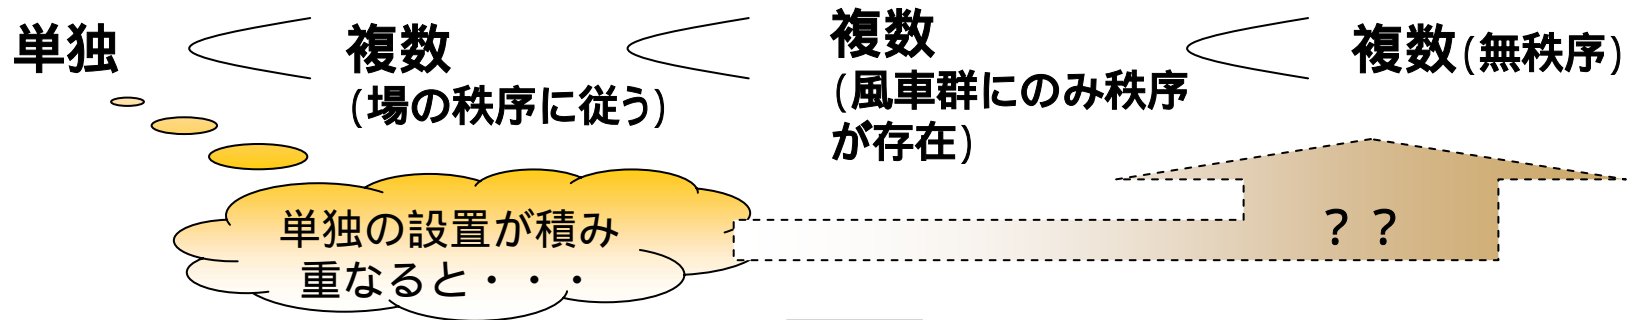 単独
複数
(場の秩序に従う)
複数
(風車群にのみ秩序
が存在)
複数(無秩序)
単独の設置が積み
重なると・・・
？？